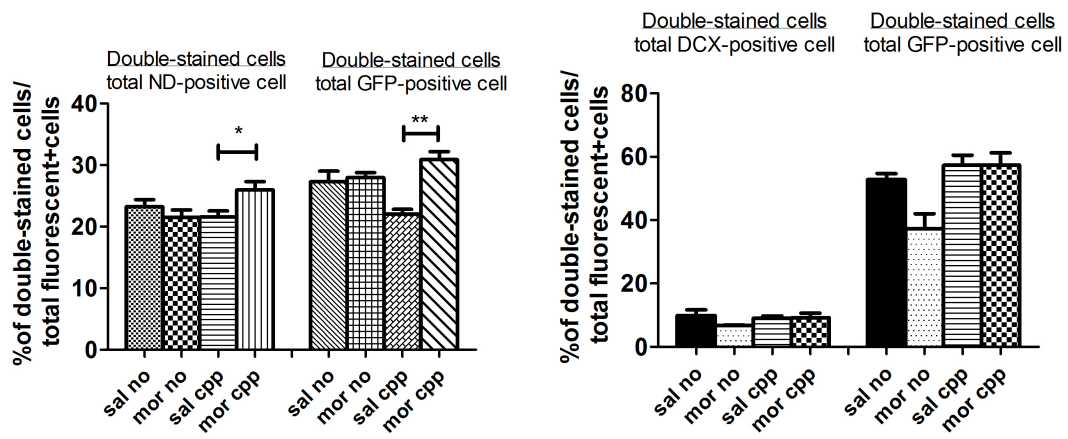 Double-stained cells
total ND-positive cell
Double-stained cells
total GFP-positive cell
%of double-stained cells/
total fluorescent+cells
40
30
20
10
0
*
**
sal no
mor no
sal cpp
mor cpp
sal no
mor no
sal cpp
mor cpp
Double-stained cells
total DCX-positive cell
Double-stained cells
total GFP-positive cell
%of double-stained cells/
total fluorescent+cells
80
60
40
20
0
sal no
mor no
sal cpp
mor cpp
sal no
mor no
sal cpp
mor cpp